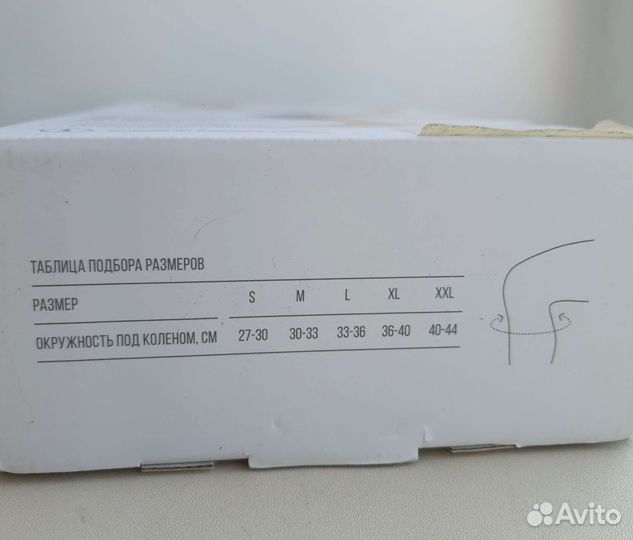 ТАБЛИЦА ПОДБОРА РАЗМЕРОВ
РАЗМЕР S M L XL XXL
ОКРУЖНОСТЬ ПОД КОЛЕНОМ, СМ 27-30 30-33 33-36 36-40 40-44
Avito